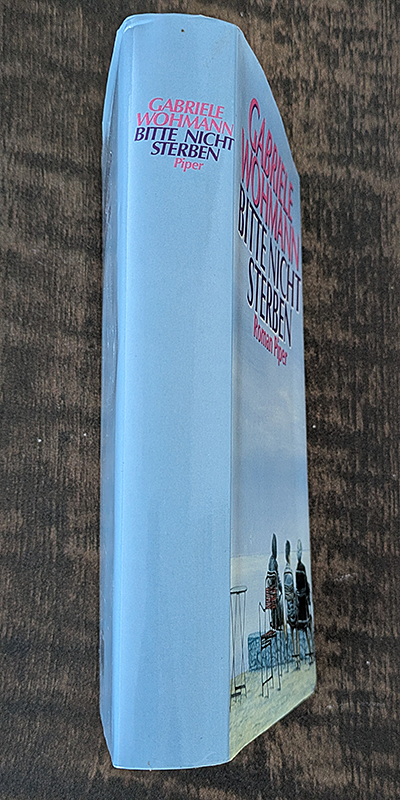 GABRIELE
WOHMANN
BITTE NICHT
STERBEN
Piper
GABRIELE
WOHMANN
BITTE NICHT
STERBEN
Roman Piper